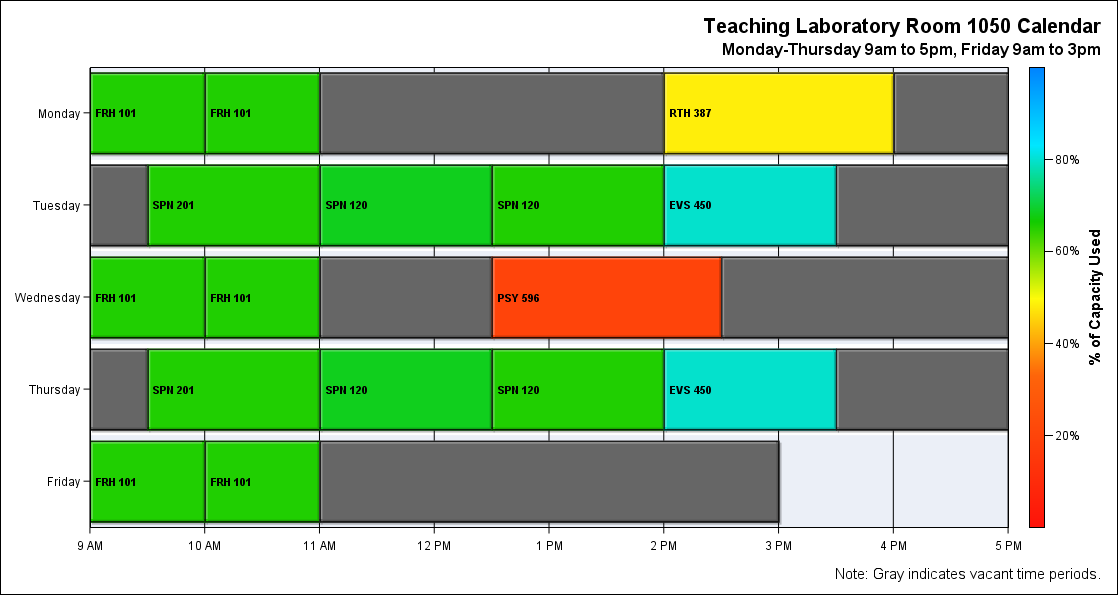 Teaching Laboratory Room 1050 Calendar
Monday-Thursday 9am to 5pm, Friday 9am to 3pm
Monday
FRH 101
FRH 101
RTH 387
Tuesday
SPN 201
SPN 120
SPN 120
EVS 450
Wednesday
FRH 101
FRH 101
PSY 596
Thursday
SPN 201
SPN 120
SPN 120
EVS 450
Friday
FRH 101
FRH 101
9 AM
10 AM
11 AM
12 PM
1 PM
2 PM
3 PM
4 PM
5 PM
80%
60%
40%
20%
% of Capacity Used
Note: Gray indicates vacant time periods.